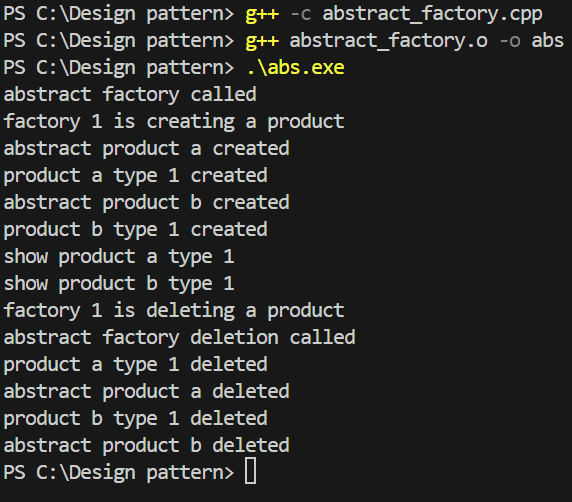 PS C:\Design pattern> g++ -c abstract_factory.cpp
PS C:\Design pattern> g++ abstract_factory.o -o abs
PS C:\Design pattern> .\abs.exe
abstract factory called
factory 1 is creating a product
abstract product a created
product a type 1 created
abstract product b created
product b type 1 created
show product a type 1
show product b type 1
factory 1 is deleting a product
abstract factory deletion called
product a type 1 deleted
abstract product a deleted
product b type 1 deleted
abstract product b deleted
PS C:\Design pattern>